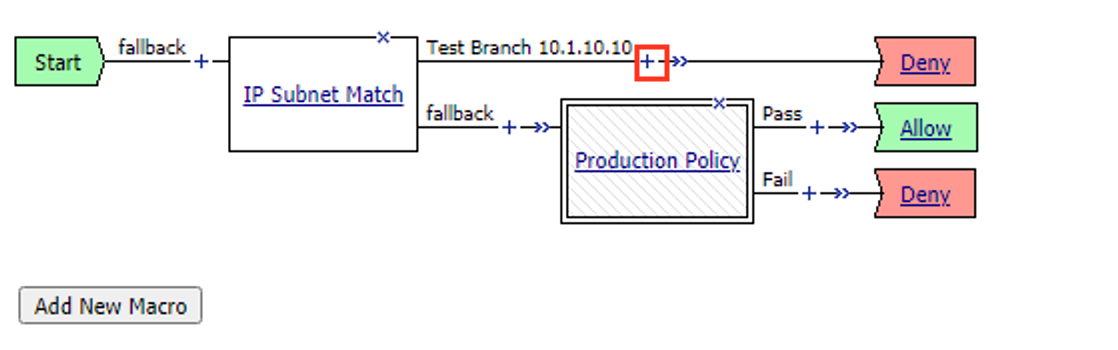 Start
fallback
IP Subnet Match
Test Branch 10.1.10.10
Deny
fallback
Production Policy
Pass
Allow
Fail
Deny
Add New Macro